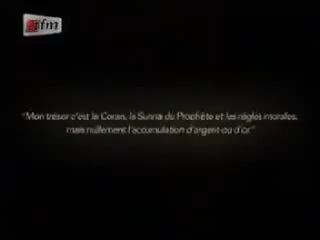 tfm
"Mon trésor c'est le Coran, la Sunna du Prophète et les règles morales,
mais nullement l'accumulation d'argent ou d'or."